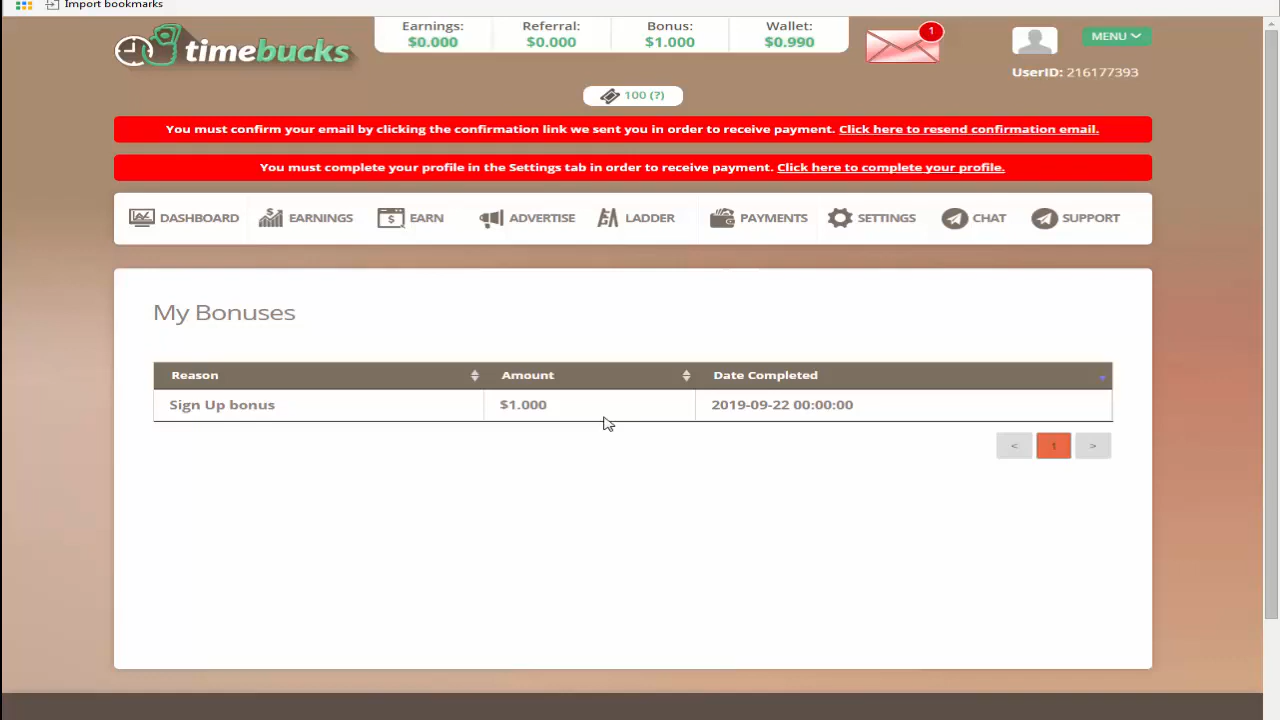 Import bookmarks
timebucks
Earnings: Referral: Bonus: Wallet:
$0.000 $0.000 $1.000 $0.990
1
MENU
UserID: 216177393
100 (?)
You must confirm your email by clicking the confirmation link we sent you in order to receive payment. Click here to resend confirmation email.
You must complete your profile in the Settings tab in order to receive payment. Click here to complete your profile.
DASHBOARD EARNINGS EARN ADVERTISE LADDER PAYMENTS SETTINGS CHAT SUPPORT
My Bonuses
Reason Amount Date Completed
Sign Up bonus $1.000 2019-09-22 00:00:00
< 1 >